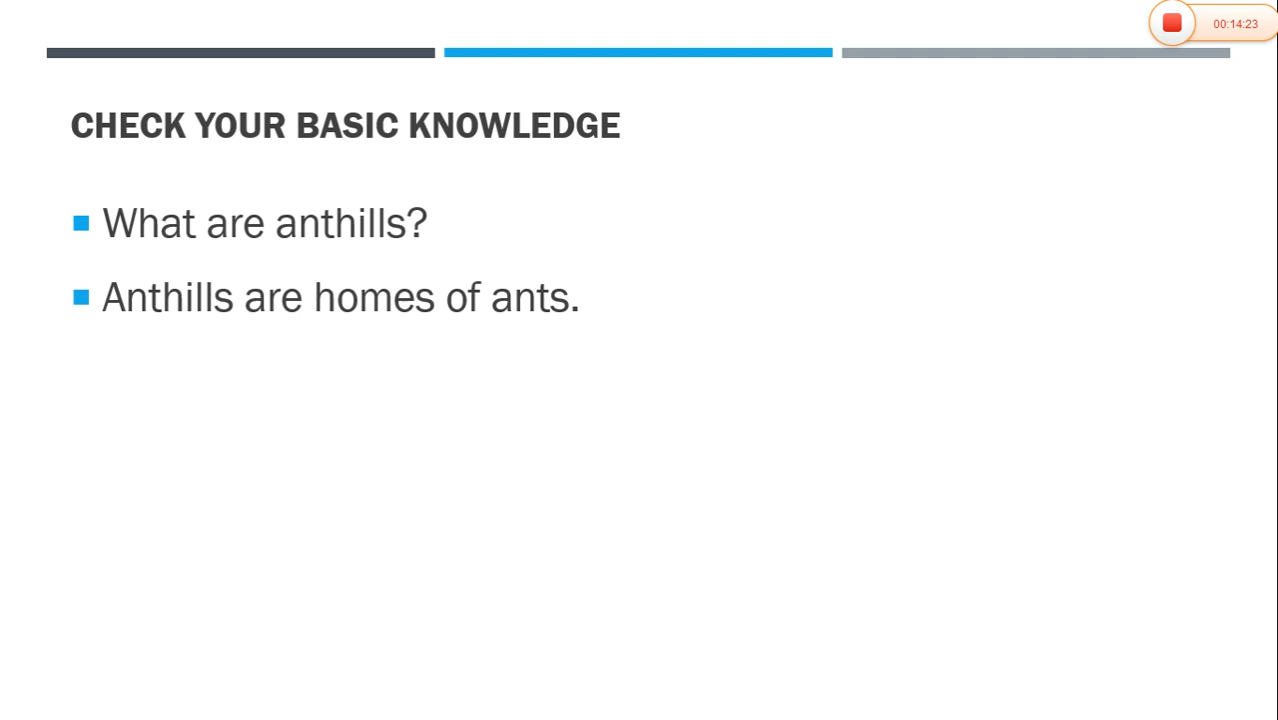 00:14:23
CHECK YOUR BASIC KNOWLEDGE
What are anthills?
Anthills are homes of ants.